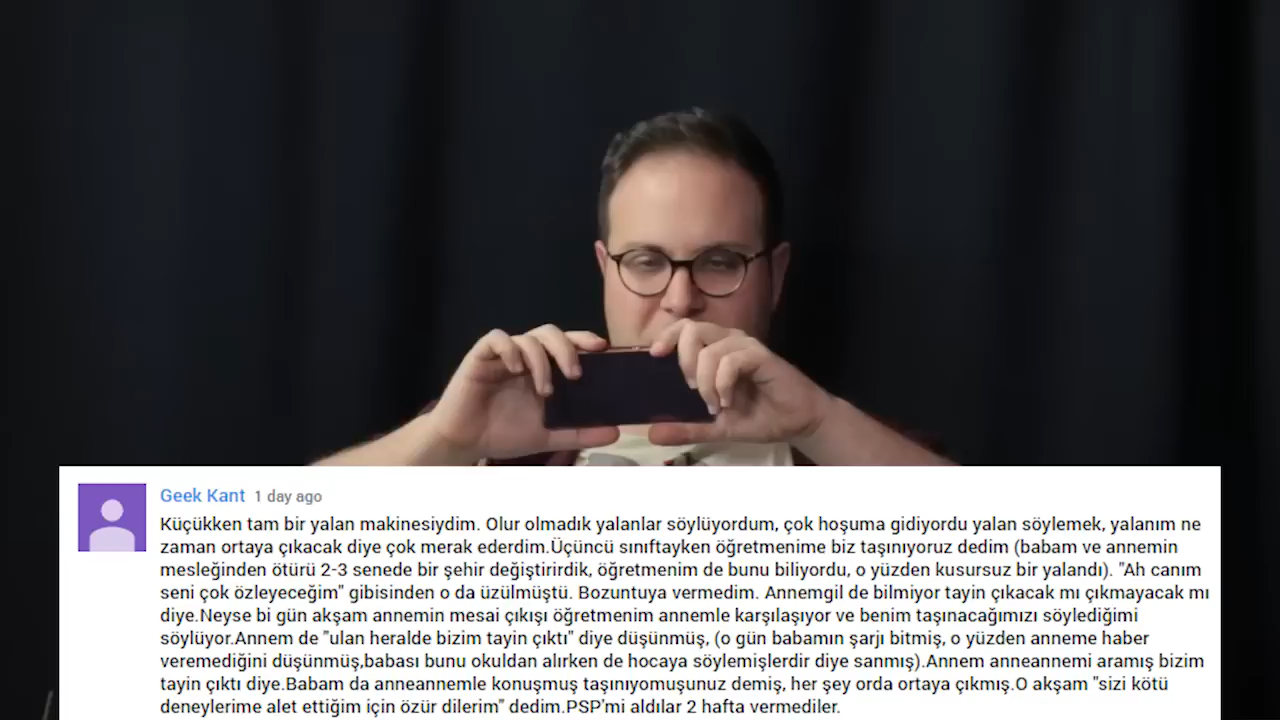 Geek Kant 1 day ago
Küçükken tam bir yalan makinesiydim. Olur olmadık yalanlar söylüyordum, çok hoşuma gidiyordu yalan söylemek, yalanım ne
zaman ortaya çıkacak diye çok merak ederdim.Üçüncü sınıftayken öğretmenime biz taşınıyoruz dedim (babam ve annemin
mesleğinden ötürü 2-3 senede bir şehir değiştirirdik, öğretmenim de bunu biliyordu, o yüzden kusursuz bir yalandı). "Ah canım
seni çok özleyeceğim" gibisinden o da üzülmüştü. Bozuntuya vermedim. Annemgil de bilmiyor tayin çıkacak mı çıkmayacak mı
diye.Neyse bi gün akşam annemin mesai çıkışı öğretmenim annemle karşılaşıyor ve benim taşınacağımızı söylediğimi
söylüyor.Annem de "ulan heralde bizim tayin çıktı" diye düşünmüş, (o gün babamın şarjı bitmiş, o yüzden anneme haber
veremediğini düşünmüş,babası bunu okuldan alırken de hocaya söylemişlerdir diye sanmış).Annem anneannemi aramış bizim
tayin çıktı diye.Babam da anneannemle konuşmuş taşınıyomuşunuz demiş, her şey orda ortaya çıkmış.O akşam "sizi kötü
deneylerime alet ettiğim için özür dilerim" dedim.PSP'mi aldılar 2 hafta vermediler.